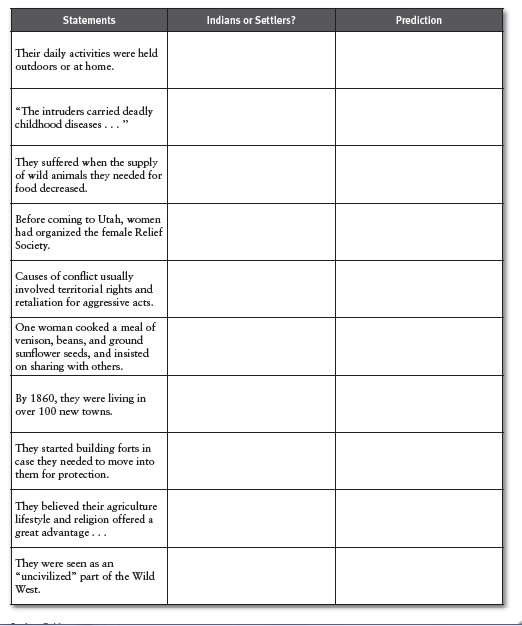 Statements Indians or Settlers? Prediction
Their daily activities were held
outdoors or at home.
“The intruders carried deadly
childhood diseases . . . ”
They suffered when the supply
of wild animals they needed for
food decreased.
Before coming to Utah, women
had organized the female Relief
Society.
Causes of conflict usually
involved territorial rights and
retaliation for aggressive acts.
One woman cooked a meal of
venison, beans, and ground
sunflower seeds, and insisted
on sharing with others.
By 1860, they were living in
over 100 new towns.
They started building forts in
case they needed to move into
them for protection.
They believed their agriculture
lifestyle and religion offered a
great advantage . . .
They were seen as an
“uncivilized” part of the Wild
West.